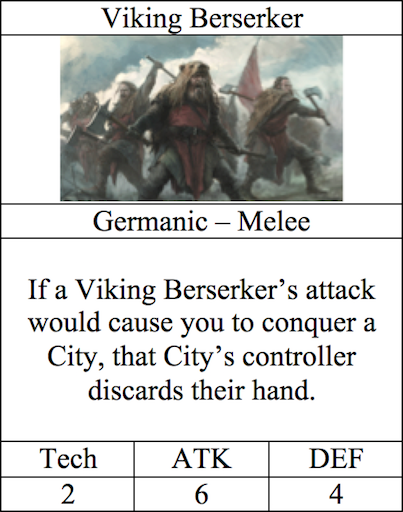 Viking Berserker
Germanic – Melee
If a Viking Berserker’s attack
would cause you to conquer a
City, that City’s controller
discards their hand.
Tech ATK DEF
2 6 4